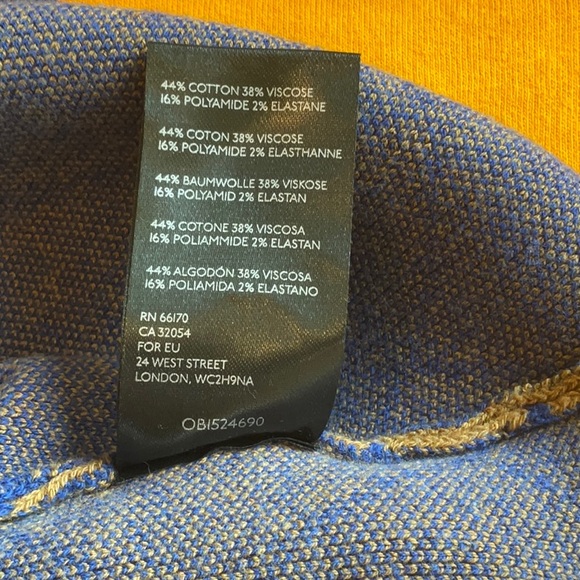 44% COTTON 38% VISCOSE
16% POLYAMIDE 2% ELASTANE
44% COTON 38% VISCOSE
16% POLYAMIDE 2% ELASTHANNE
44% BAUMWOLLE 38% VISKOSE
16% POLYAMID 2% ELASTAN
44% COTONE 38% VISCOSA
16% POLIAMMIDE 2% ELASTAN
44% ALGODÓN 38% VISCOSA
16% POLIAMIDA 2% ELASTANO
RN 66170
CA 32054
FOR EU
24 WEST STREET
LONDON, WC2H9NA
OB1524690